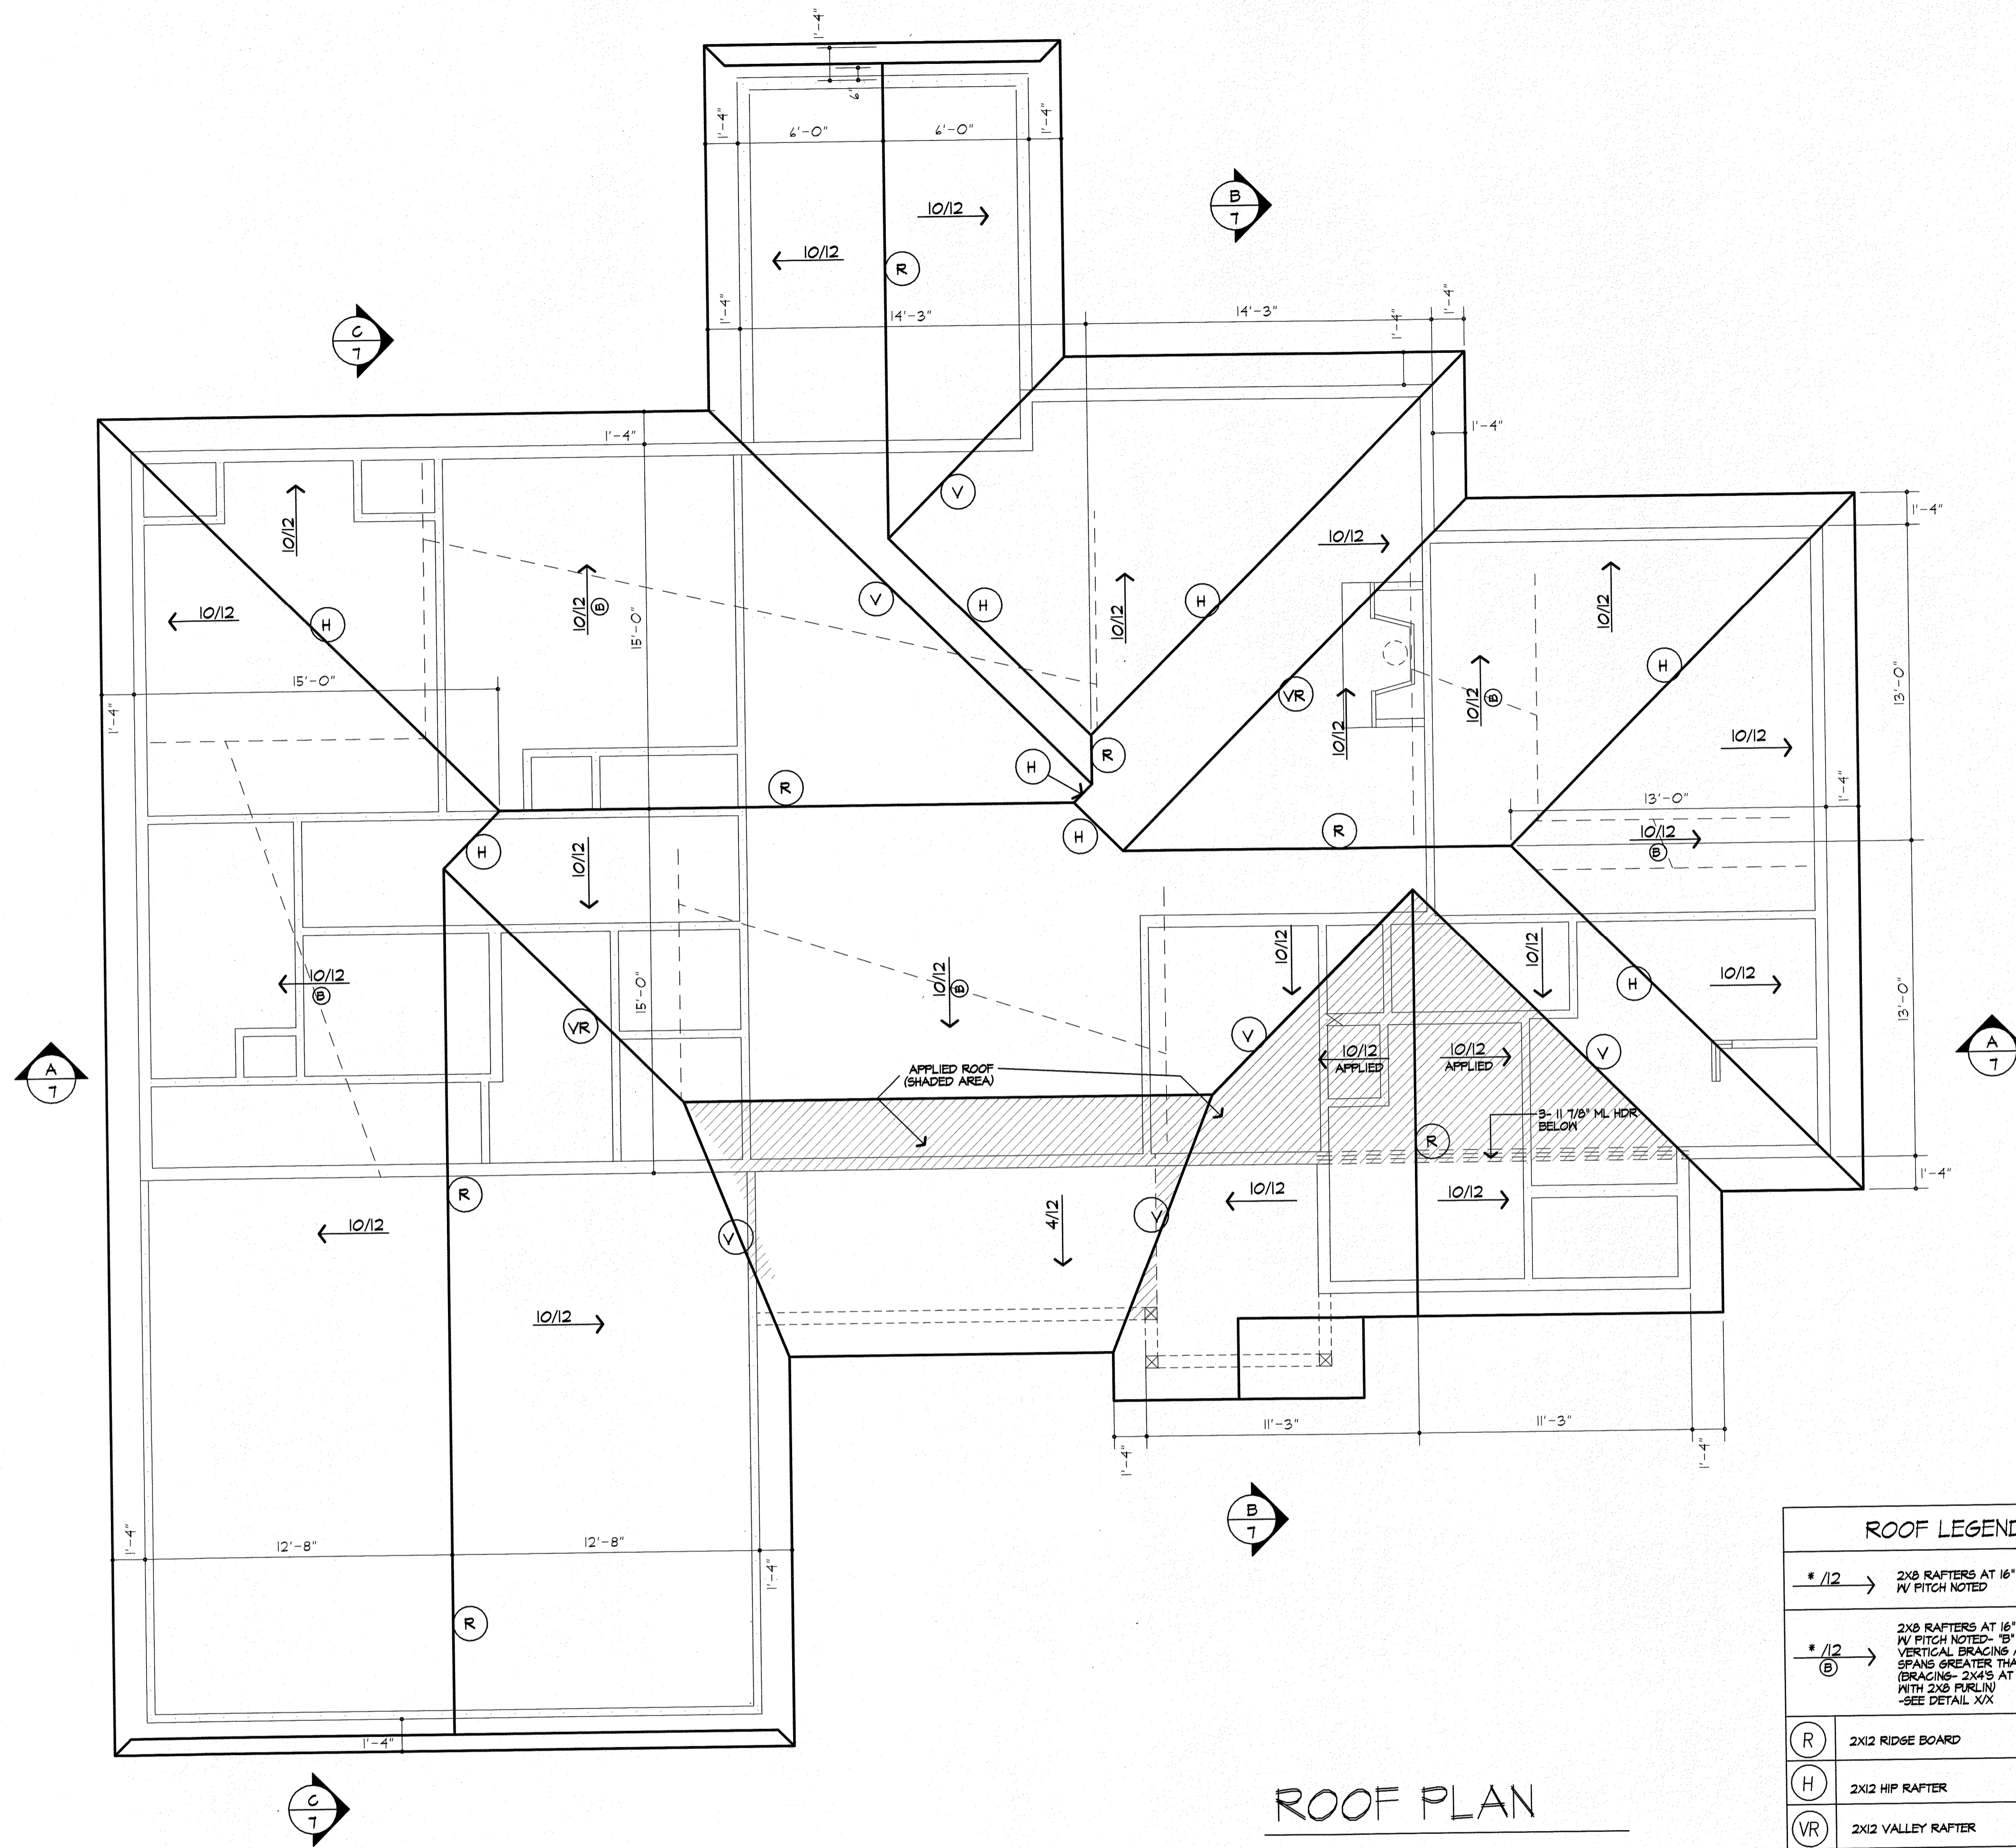 1'-4"
6"
1'-4"
6'-0"
6'-0"
1'-4"
10/12
10/12
R
B
7
1'-4"
14'-3"
14'-3"
1'-4"
1'-4"
C
7
1'-4"
1'-4"
1'-4"
V
10/12
10/12
10/12
10/12
B
15'-0"
H
V
H
10/12
H
10/12
10/12
10/12
B
H
13'-0"
15'-0"
1'-4"
VR
10/12
10/12
H
R
R
13'-0"
1'-4"
H
H
10/12
R
10/12
B
10/12
B
15'-0"
10/12
B
10/12
10/12
H
10/12
13'-0"
VR
V
V
A
7
A
7
APPLIED ROOF
(SHADED AREA)
10/12
APPLIED
10/12
APPLIED
3- 11 7/8" ML HDR
BELOW
R
R
V
4/12
V
10/12
10/12
1'-4"
10/12
10/12
11'-3"
11'-3"
1'-4"
1'-4"
B
7
1'-4"
12'-8"
12'-8"
1'-4"
R
1'-4"
C
7
ROOF PLAN
ROOF LEGEND
* /12
2X8 RAFTERS AT 16"
W/ PITCH NOTED
* /12
B
2X8 RAFTERS AT 16"
W/ PITCH NOTED- "B"
VERTICAL BRACING
SPANS GREATER
(BRACING- 2X4'S AT
WITH 2X8 PURLIN)
-SEE DETAIL X/X
R
2X12 RIDGE BOARD
H
2X12 HIP RAFTER
VR
2X12 VALLEY RAFTER